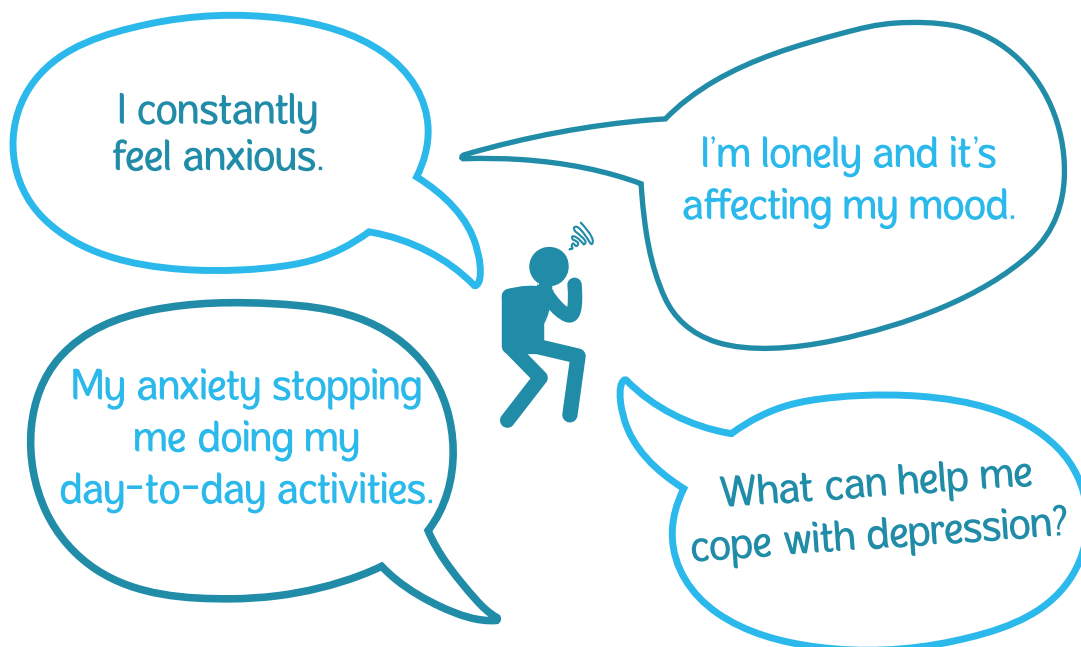 I constantly
feel anxious.
I'm lonely and it's
affecting my mood.
My anxiety stopping
me doing my
day-to-day activities.
What can help me
cope with depression?